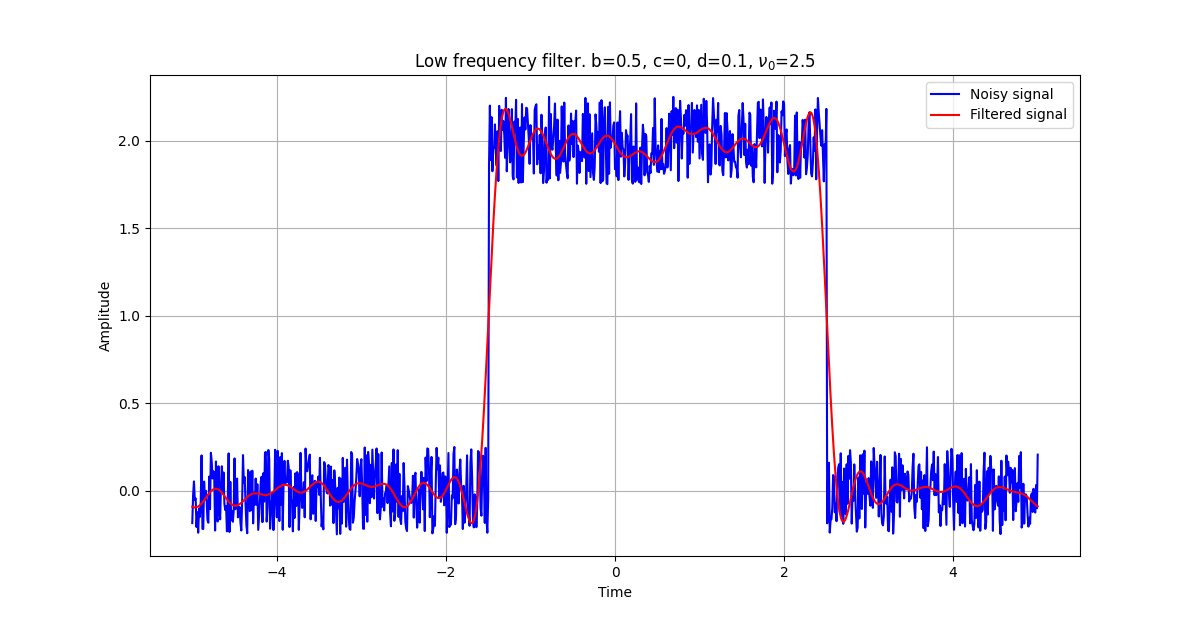 Low frequency filter. b=0.5, c=0, d=0.1, ν₀=2.5
Noisy signal
Filtered signal
Amplitude
2.0
1.5
1.0
0.5
0.0
−4
−2
0
2
4
Time